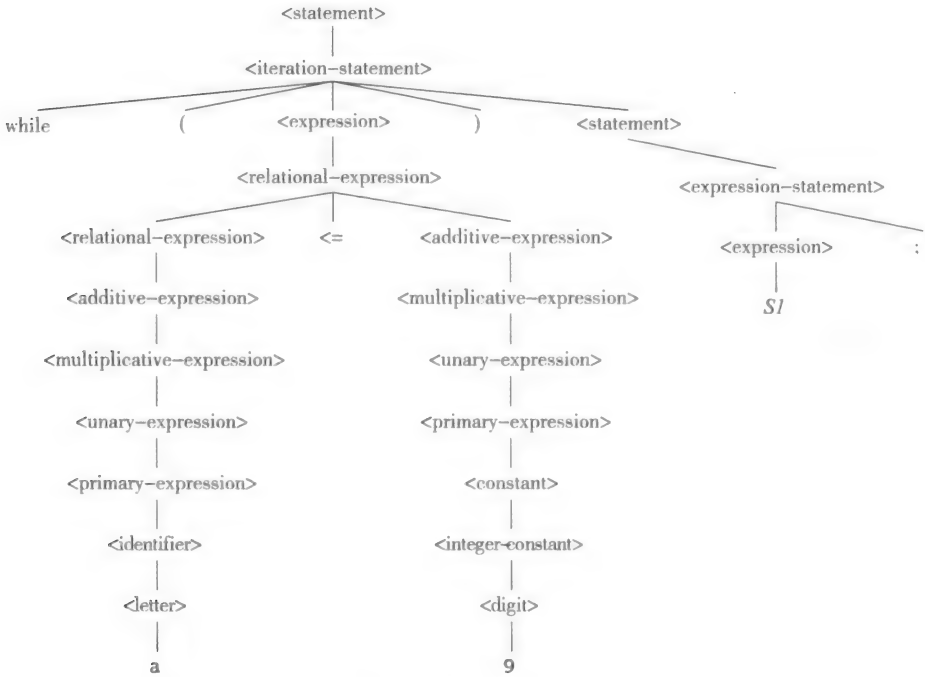 <statement>
<iteration-statement>
while ( <expression> ) <statement>
<relational-expression>
<expression-statement>
<relational-expression> <= <additive-expression> <expression> ;
<additive-expression> <multiplicative-expression> S1
<multiplicative-expression> <unary-expression>
<unary-expression> <primary-expression>
<primary-expression> <constant>
<identifier> <integer-constant>
<letter> <digit>
a 9